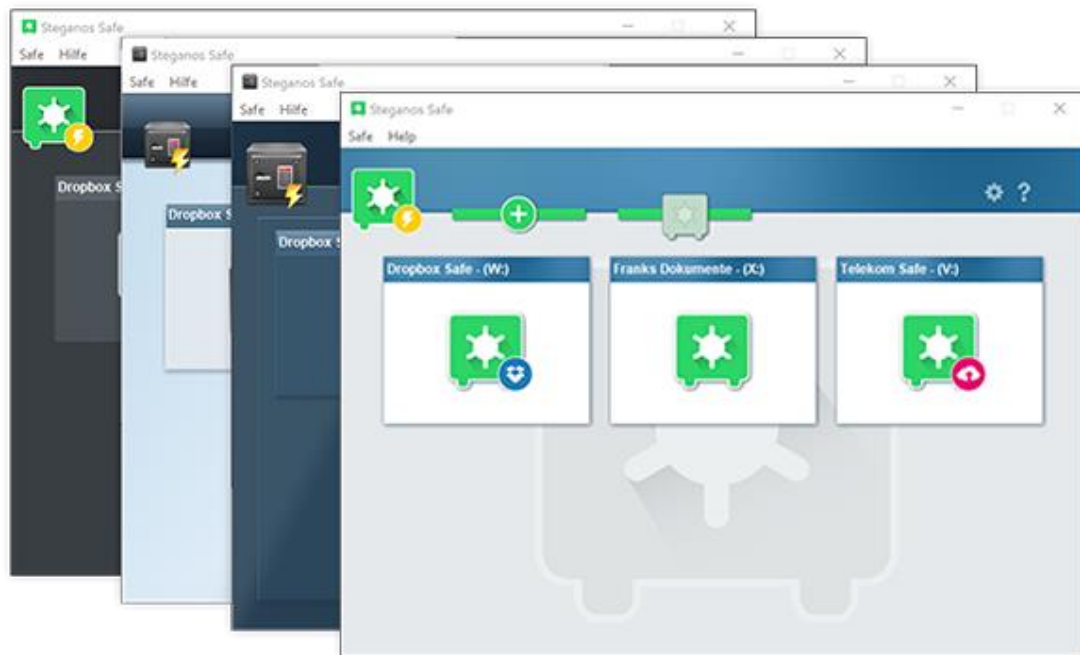 Steganos Safe
Safe Hilfe
Steganos Safe
Safe Hilfe
Steganos Safe
Safe Hilfe
Steganos Safe
Safe Help
?
Dropbox S
Dropbox S
Dropbox S
Dropbox Safe - (W:)
Franks Dokumente - (X:)
Telekom Safe - (V:)